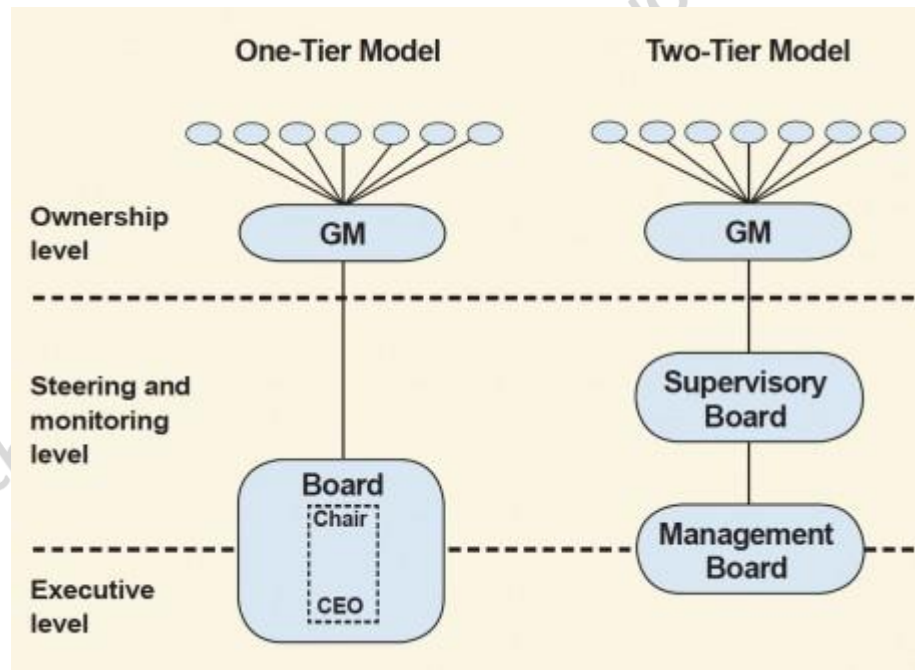 One-Tier Model
Two-Tier Model
Ownership
level
GM
GM
Steering and
monitoring
level
Supervisory
Board
Board
Chair
CEO
Management
Board
Executive
level